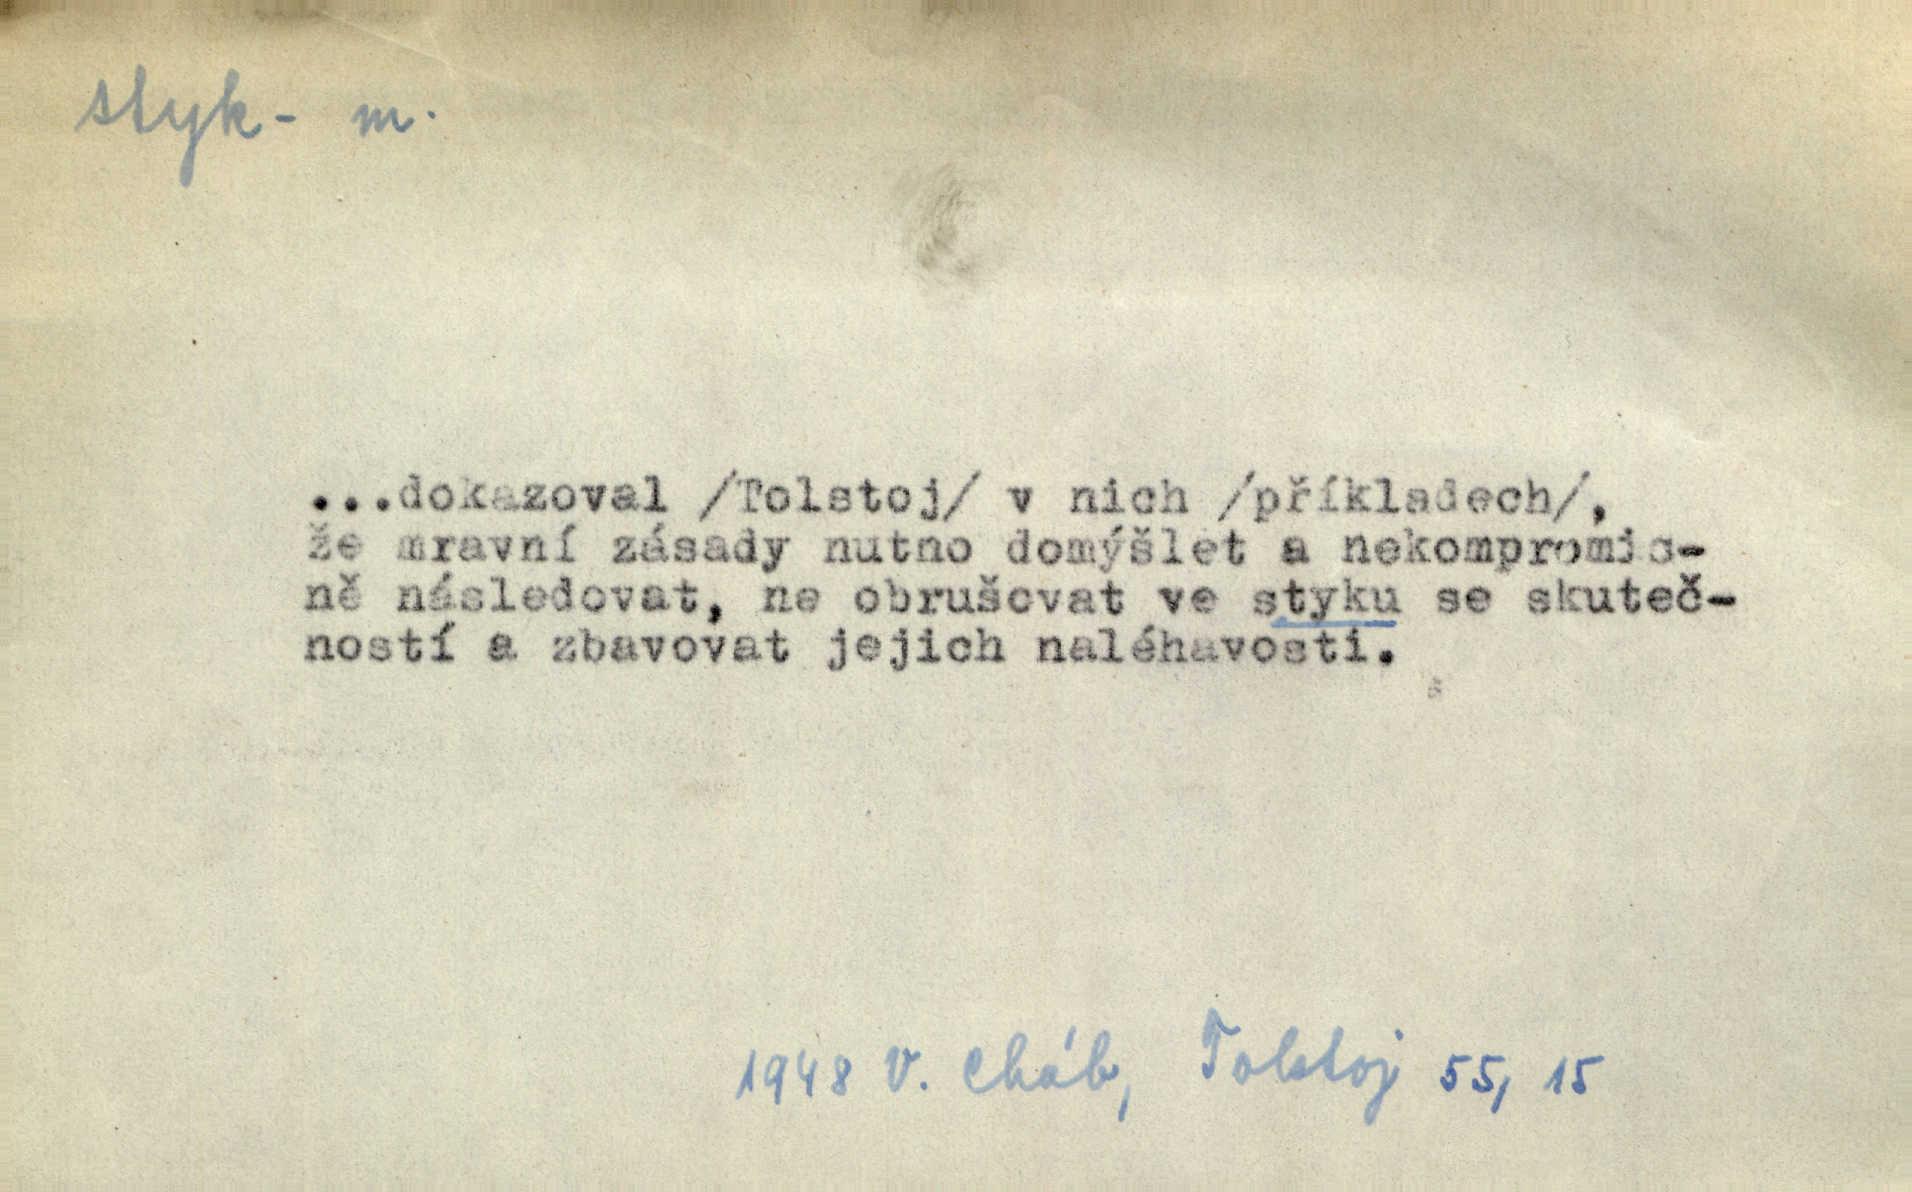 styk- m.
...dokazoval /Tolstoj/ v nich /příkladech/,
že mravní zásady nutno domýšlet a nekompromis-
ně následovat, ne obrušovat ve styku se skuteč-
ností a zbavovat jejich naléhavosti.
1948 V. Cháb, Tolstoj 55, 15